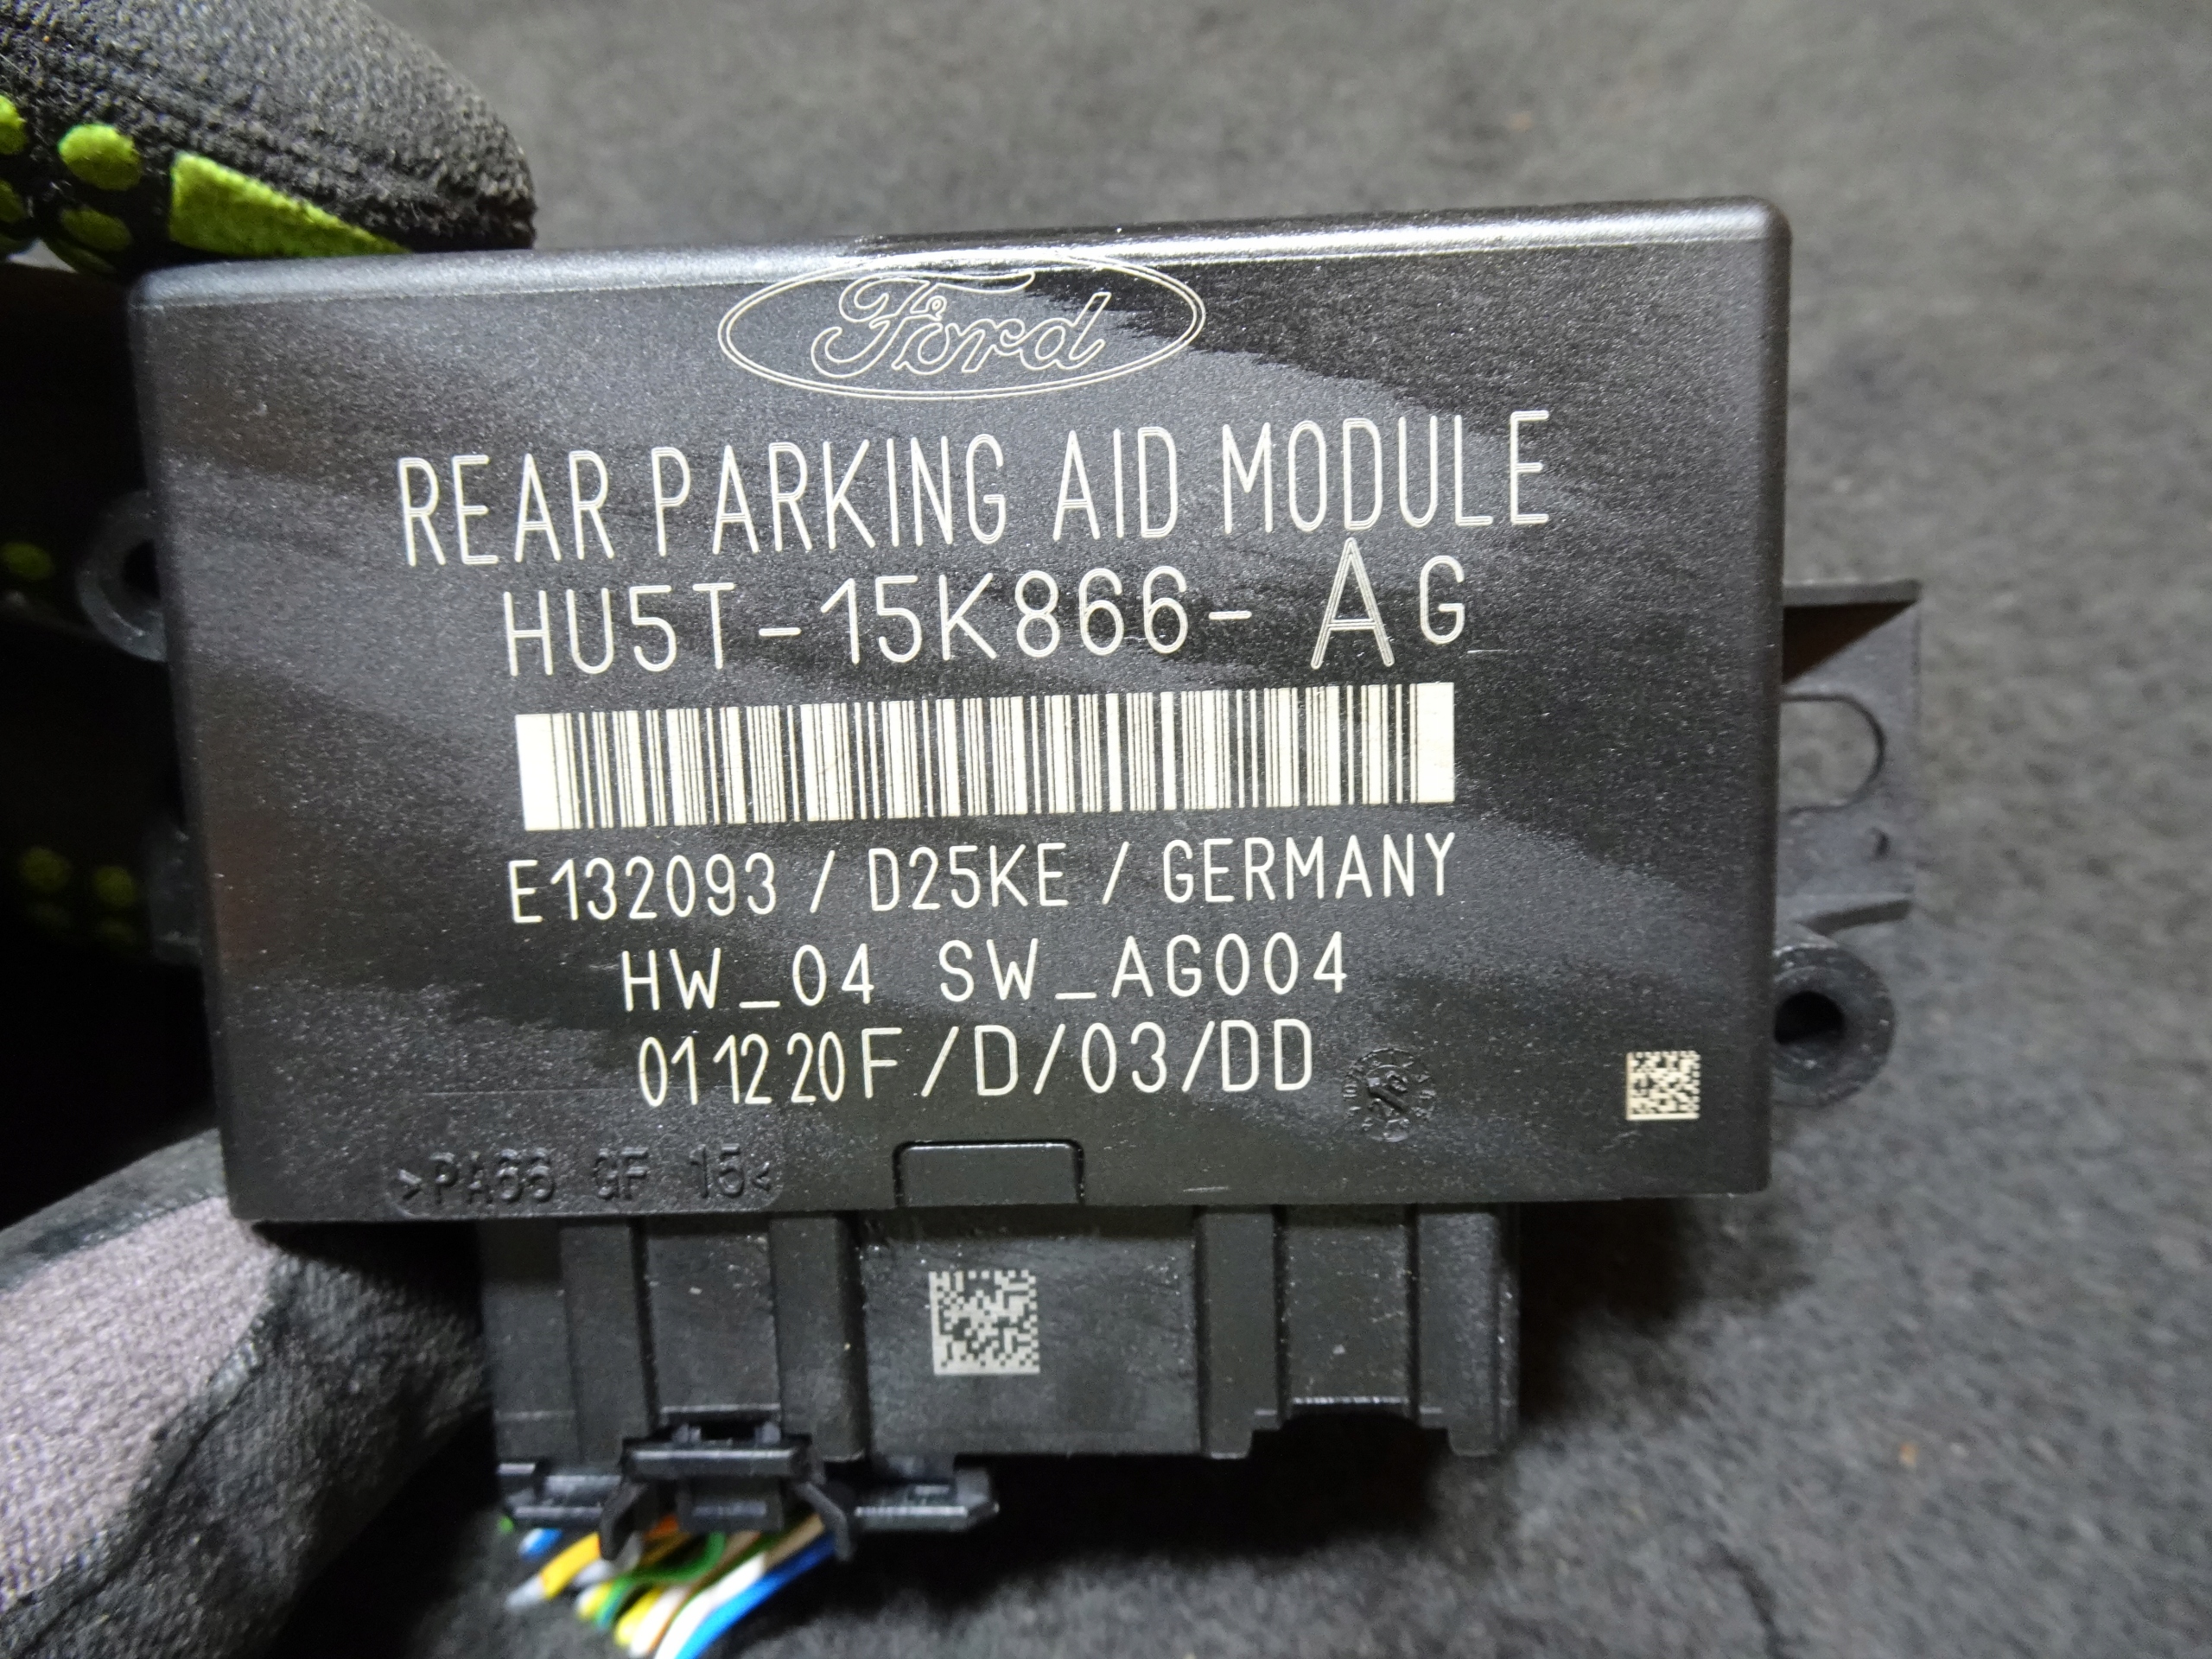 Ford
REAR PARKING AID MODULE
HU5T-15K866-AG
E132093 / D25KE / GERMANY
HW_04 SW_AG004
011220F/D/03/DD
>PA66 GF 15<